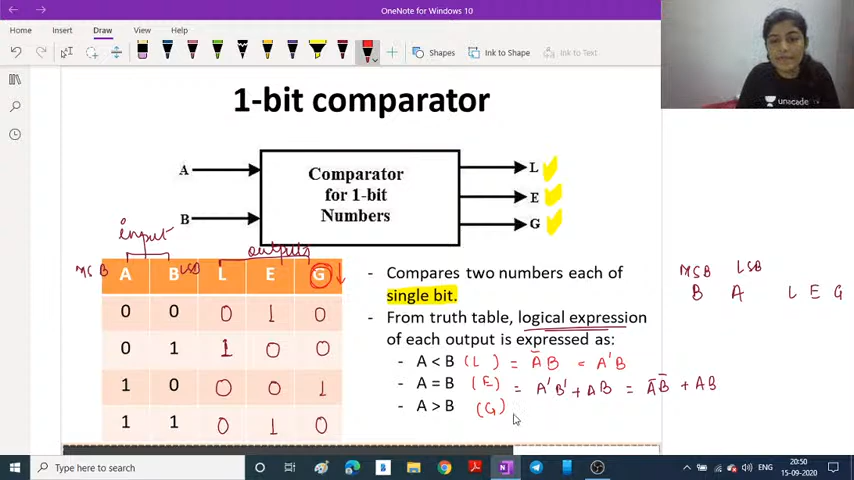 OneNote for Windows 10
Home Insert Draw View Help
Shapes Ink to Shape Ink to Text
unacademy
1-bit comparator
A
B
Comparator
for 1-bit
Numbers
L
E
G
input
outputs
MSB A B LSB L E G
0 0 0 1 0
0 1 1 0 0
1 0 0 0 1
1 1 0 1 0
- Compares two numbers each of
single bit.
- From truth table, logical expression
of each output is expressed as:
- A < B (L) = A̅B = A'B
- A = B (E) = A'B' + AB = A̅B̅ + AB
- A > B (G)
MSB LSB
B A L E G
Type here to search
ENG
20:50
15-09-2020